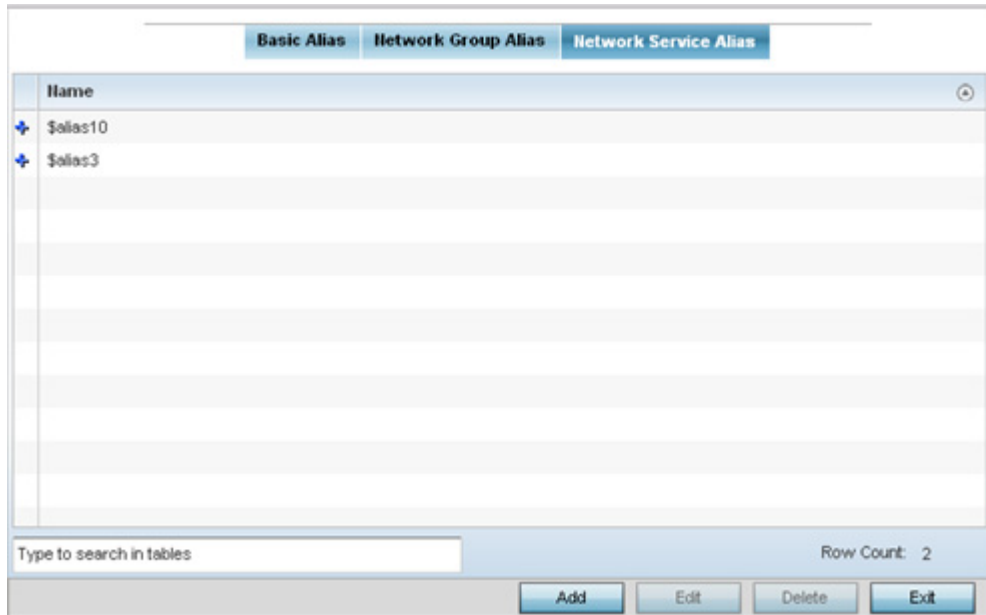 Basic Alias Network Group Alias Network Service Alias
Name
$alias10
$alias3
Type to search in tables Row Count: 2
Add Edit Delete Exit